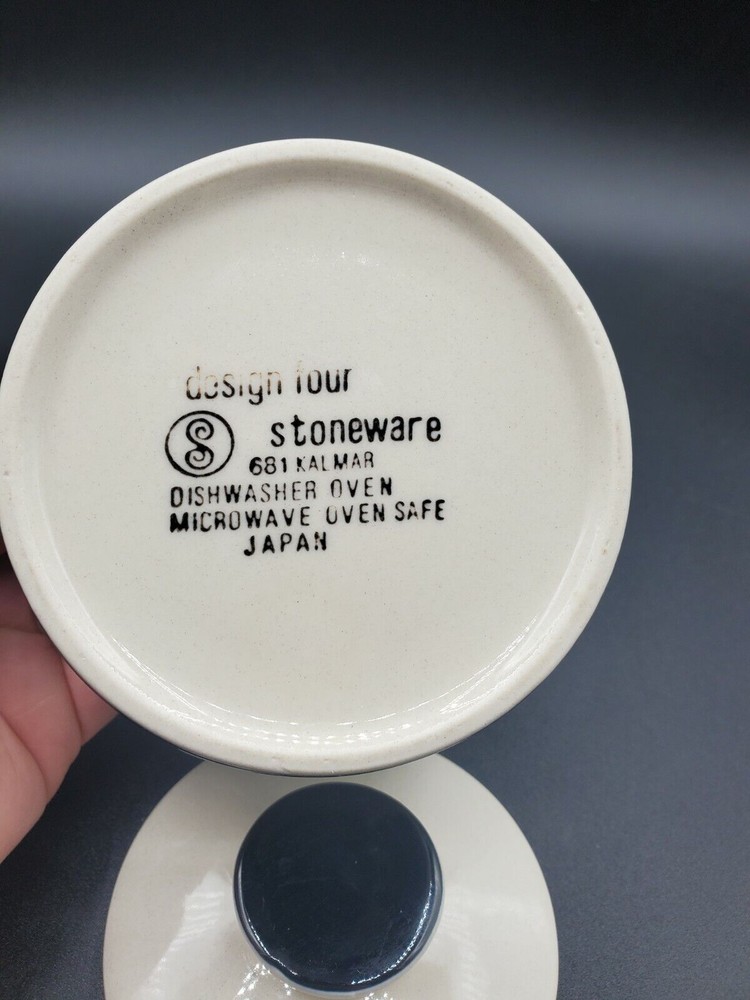 design four
S stoneware
681 KALMAR
DISHWASHER OVEN
MICROWAVE OVEN SAFE
JAPAN